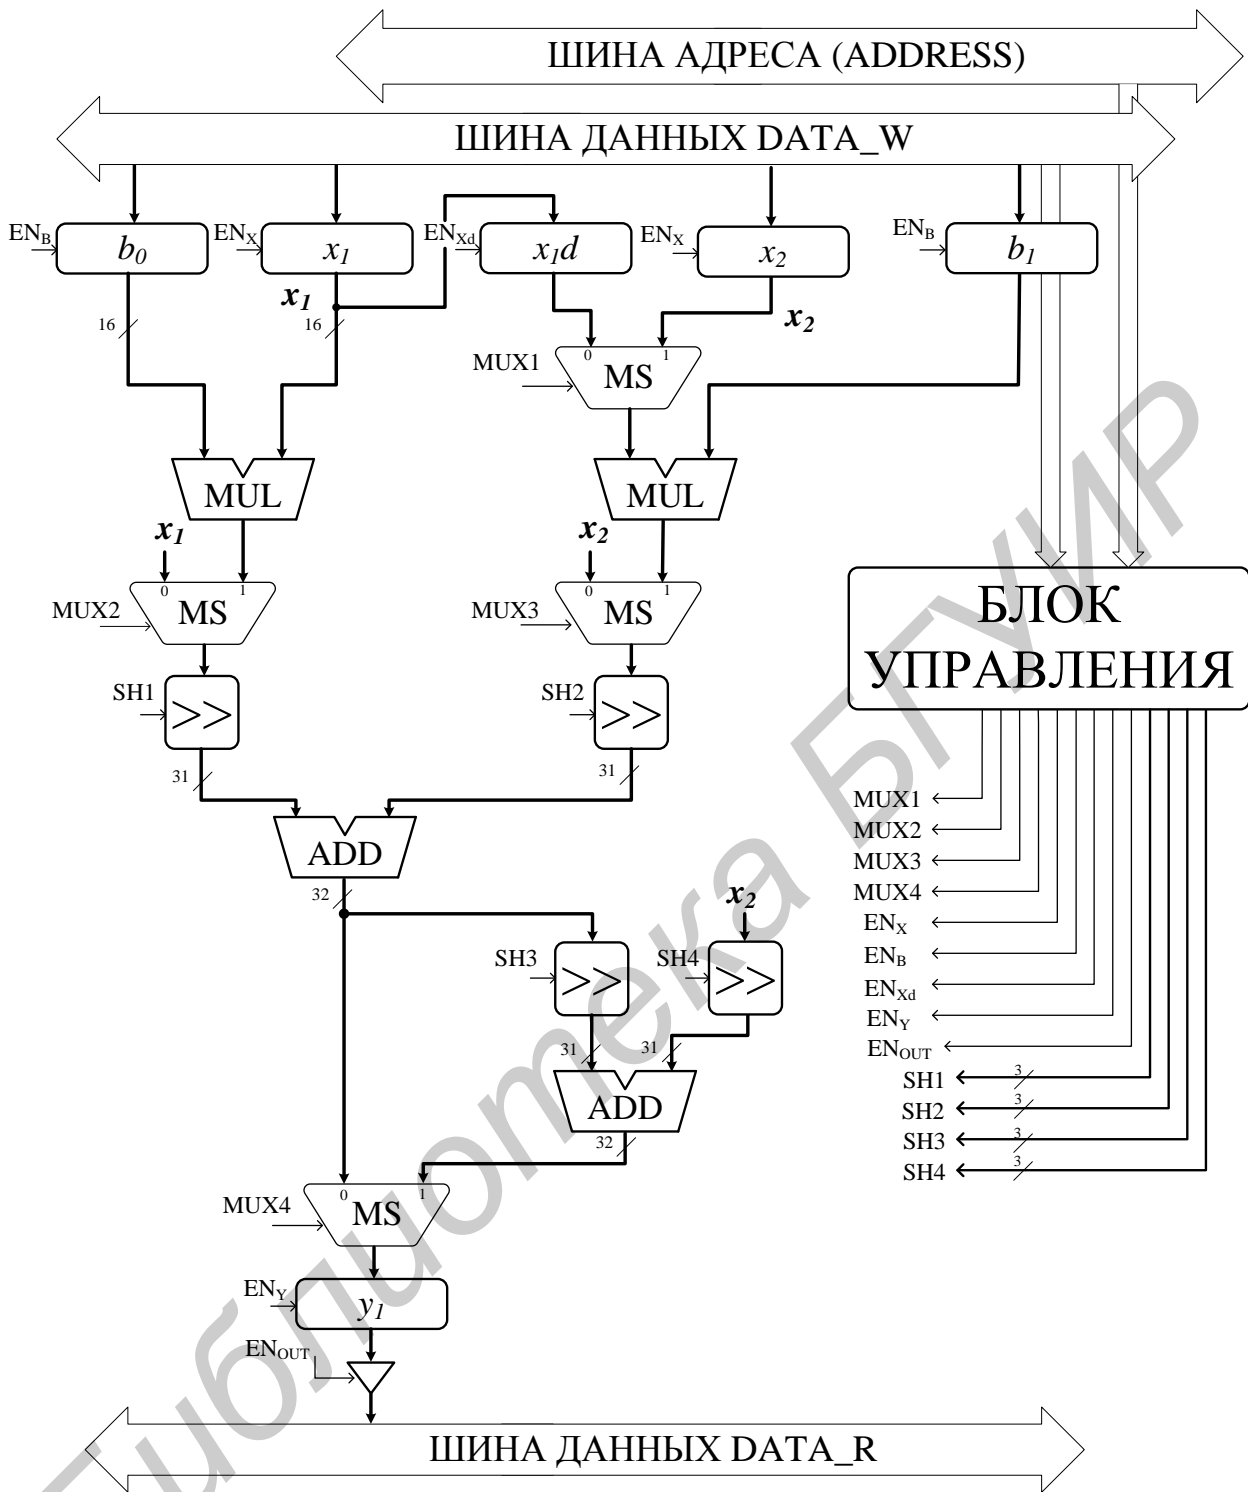 ШИНА АДРЕСА (ADDRESS)
ШИНА ДАННЫХ DATA_W
EN_B
b_0
EN_X
x_1
EN_Xd
x_1d
EN_X
x_2
EN_B
b_1
x_1
x_2
16
16
0
1
MUX1
MS
MUL
MUL
x_1
x_2
0
1
0
1
MUX2
MS
MUX3
MS
БЛОК
УПРАВЛЕНИЯ
SH1
>>
SH2
>>
31
31
ADD
32
x_2
SH3
>>
SH4
>>
31
31
ADD
32
MUX1
MUX2
MUX3
MUX4
EN_X
EN_B
EN_Xd
EN_Y
EN_OUT
SH1
3
SH2
3
SH3
3
SH4
3
0
1
MUX4
MS
EN_Y
y_1
EN_OUT
ШИНА ДАННЫХ DATA_R
Библиотека БГУИР